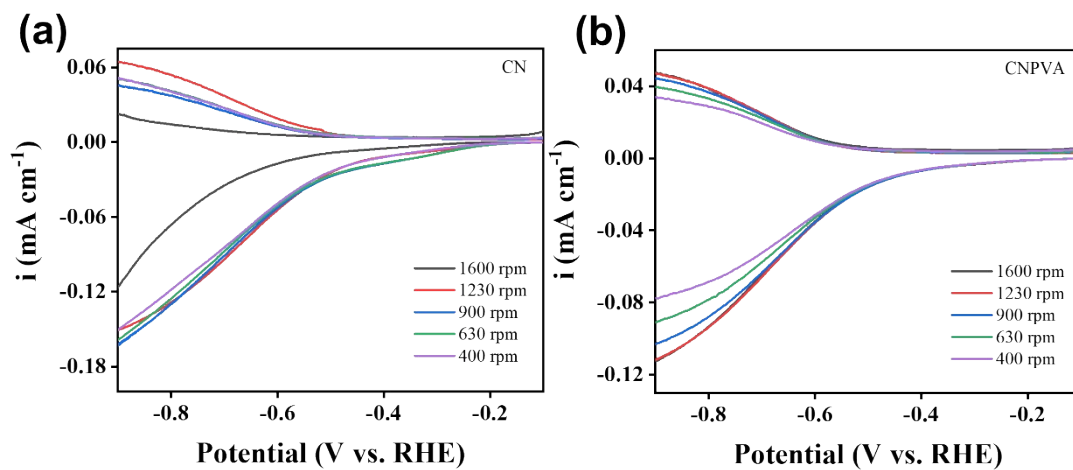 (a)
CN
0.06
0.00
-0.06
-0.12
-0.18
i (mA cm⁻¹)
1600 rpm
1230 rpm
900 rpm
630 rpm
400 rpm
-0.8
-0.6
-0.4
-0.2
Potential (V vs. RHE)
(b)
CNPVA
0.04
0.00
-0.04
-0.08
-0.12
i (mA cm⁻¹)
1600 rpm
1230 rpm
900 rpm
630 rpm
400 rpm
-0.8
-0.6
-0.4
-0.2
Potential (V vs. RHE)